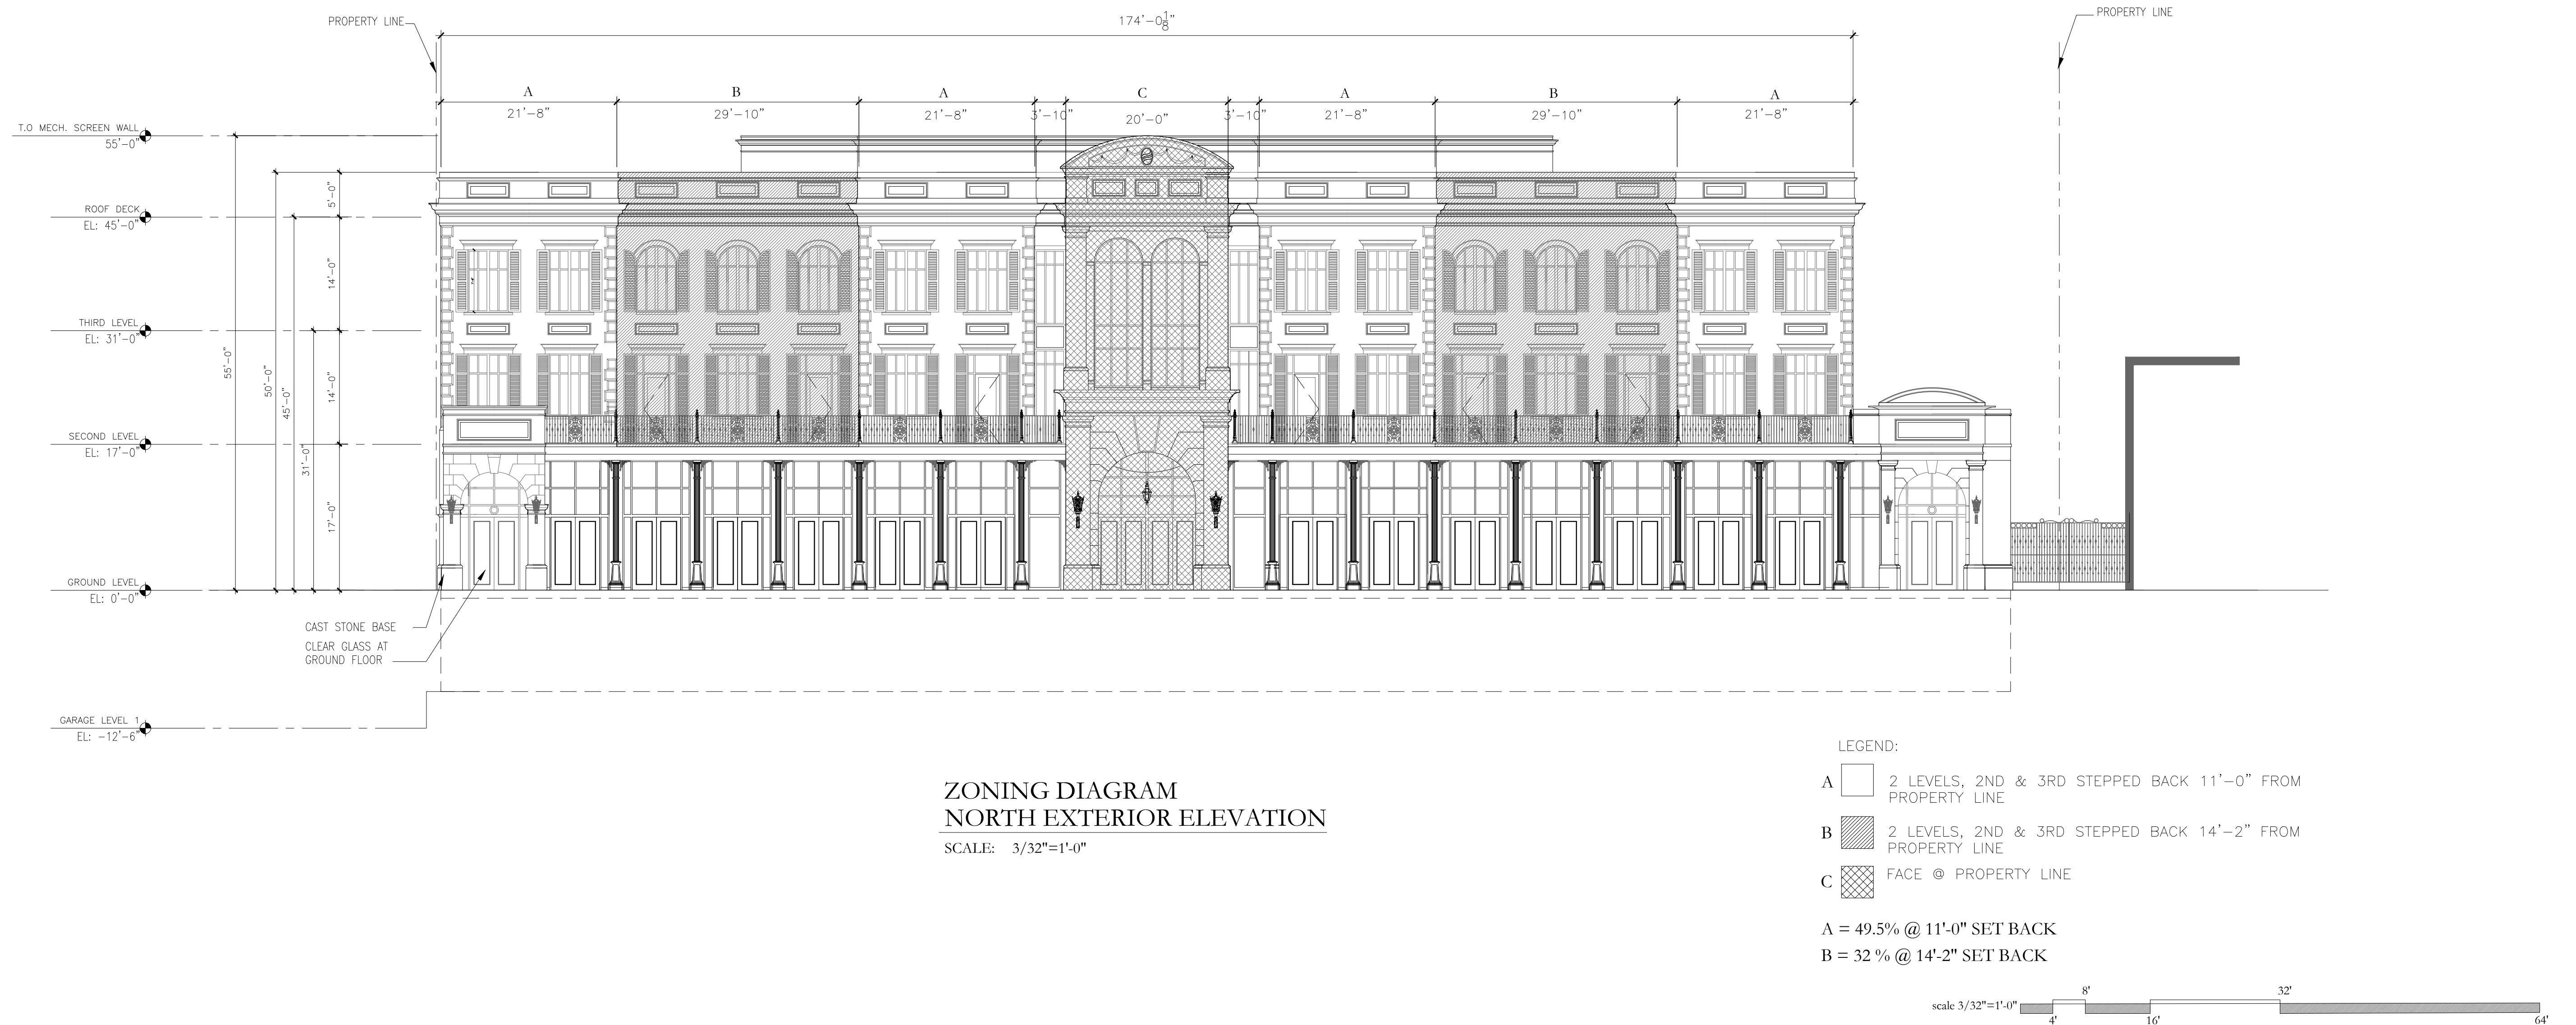 PROPERTY LINE
174'-0 1/8"
PROPERTY LINE
A
B
A
C
A
B
A
21'-8"
29'-10"
21'-8"
3'-10"
20'-0"
3'-10"
21'-8"
29'-10"
21'-8"
T.O MECH. SCREEN WALL
55'-0"
ROOF DECK
EL: 45'-0"
THIRD LEVEL
EL: 31'-0"
SECOND LEVEL
EL: 17'-0"
GROUND LEVEL
EL: 0'-0"
GARAGE LEVEL 1
EL: -12'-6"
55'-0"
50'-0"
45'-0"
31'-0"
5'-0"
14'-0"
14'-0"
17'-0"
CAST STONE BASE
CLEAR GLASS AT
GROUND FLOOR
ZONING DIAGRAM
NORTH EXTERIOR ELEVATION
SCALE: 3/32"=1'-0"
LEGEND:
A 2 LEVELS, 2ND & 3RD STEPPED BACK 11'-0" FROM
PROPERTY LINE
B 2 LEVELS, 2ND & 3RD STEPPED BACK 14'-2" FROM
PROPERTY LINE
C FACE @ PROPERTY LINE
A = 49.5% @ 11'-0" SET BACK
B = 32 % @ 14'-2" SET BACK
scale 3/32"=1'-0"
8' 32'
4' 16' 64'